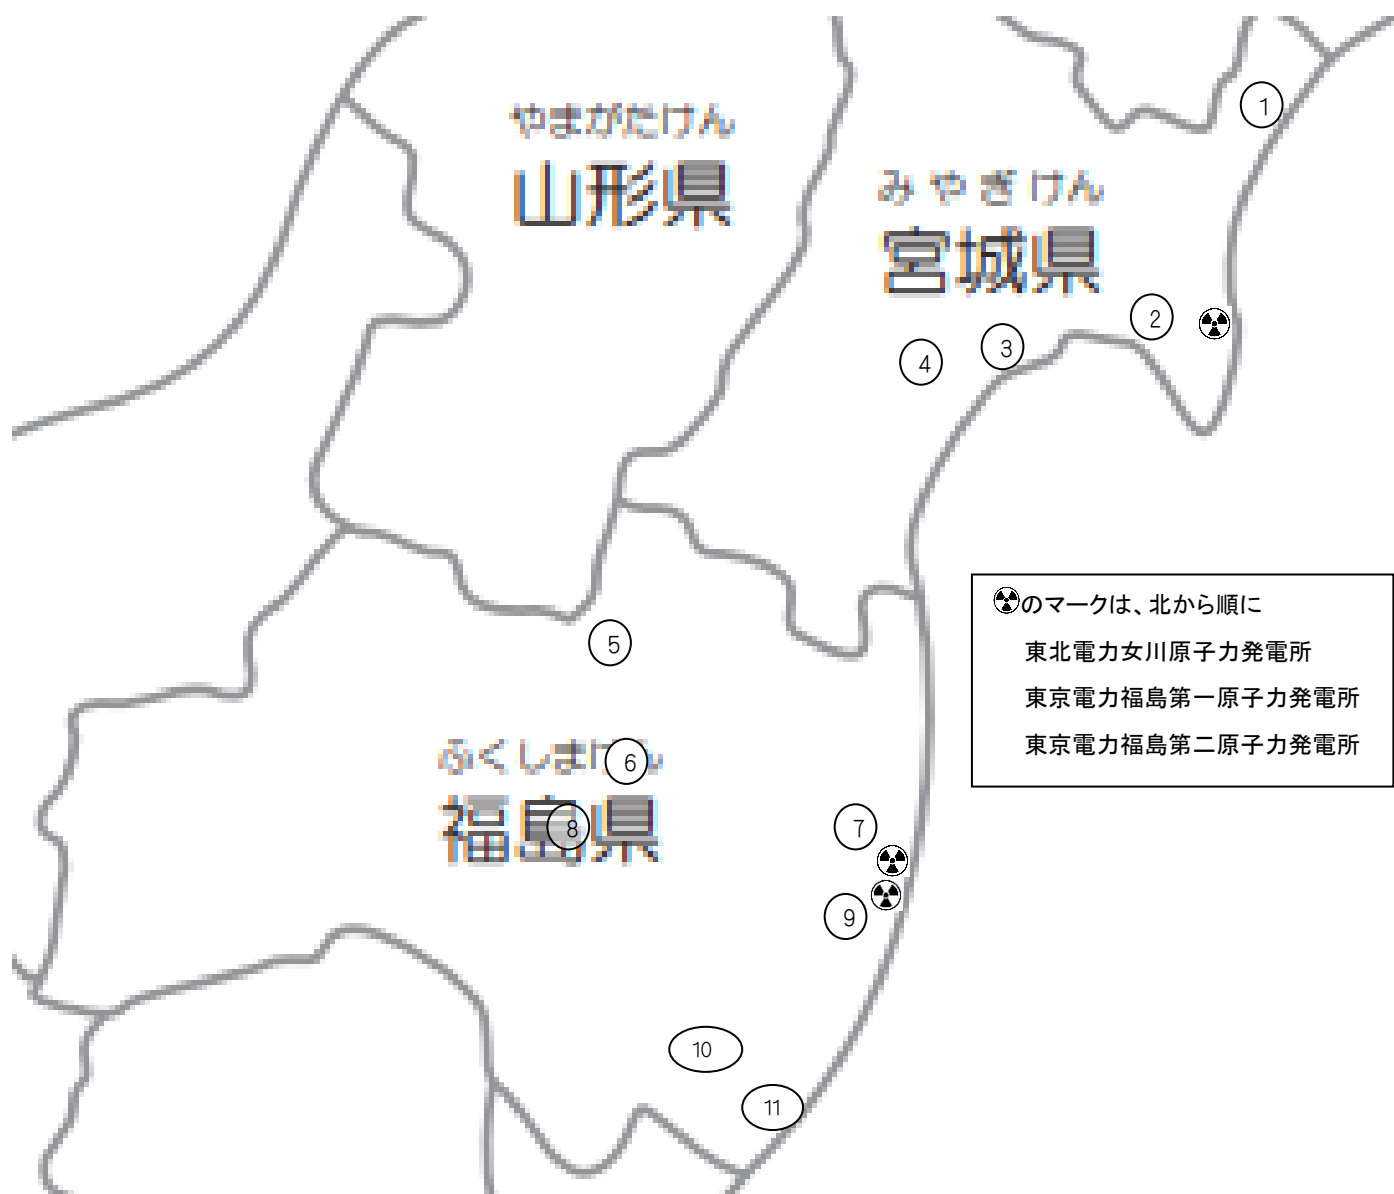 やまがたけん
山形県
みやぎけん
宮城県
1
2
3
4
5
ふくしまけん
福島県
6
7
8
9
10
11
のマークは、北から順に
東北電力女川原子力発電所
東京電力福島第一原子力発電所
東京電力福島第二原子力発電所